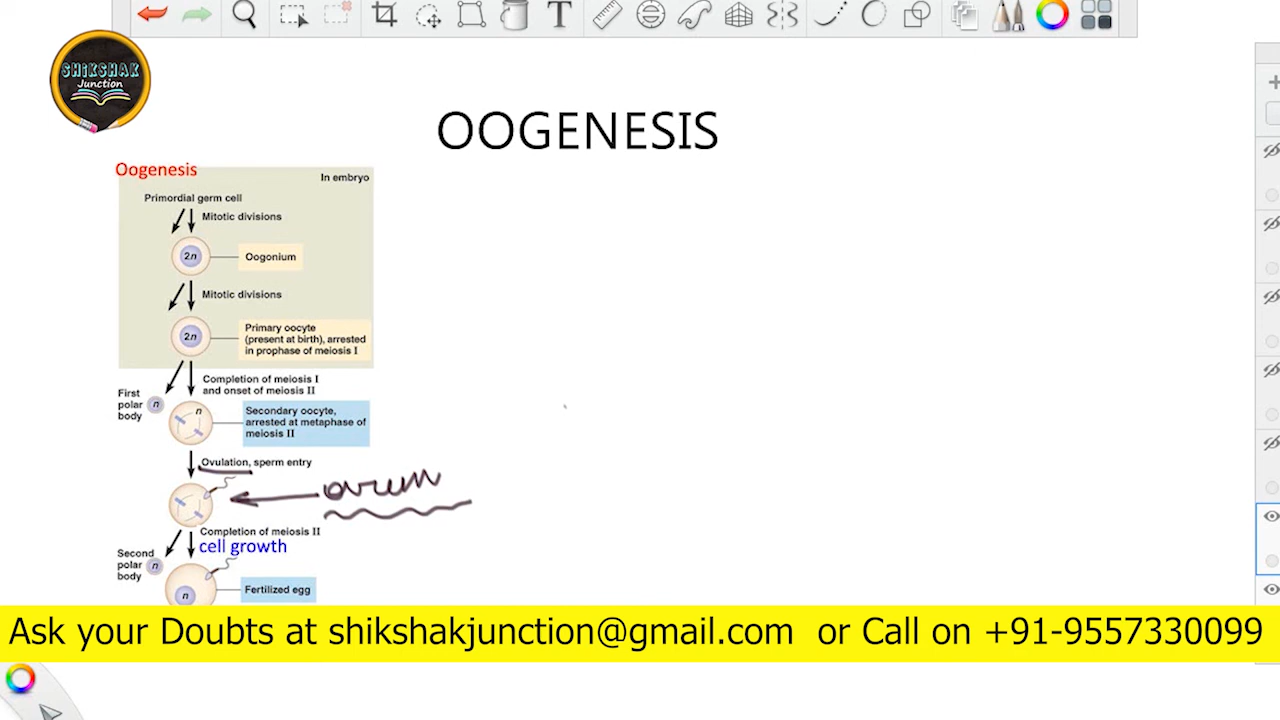 SHiKSHAK
Junction
OOGENESIS
Oogenesis
In embryo
Primordial germ cell
Mitotic divisions
2n
Oogonium
Mitotic divisions
2n
Primary oocyte
(present at birth), arrested
in prophase of meiosis I
Completion of meiosis I
and onset of meiosis II
First
polar
body
n
n
Secondary oocyte,
arrested at metaphase of
meiosis II
Ovulation, sperm entry
ovum
Completion of meiosis II
cell growth
Second
polar
body
n
n
Fertilized egg
Ask your Doubts at shikshakjunction@gmail.com or Call on +91-9557330099